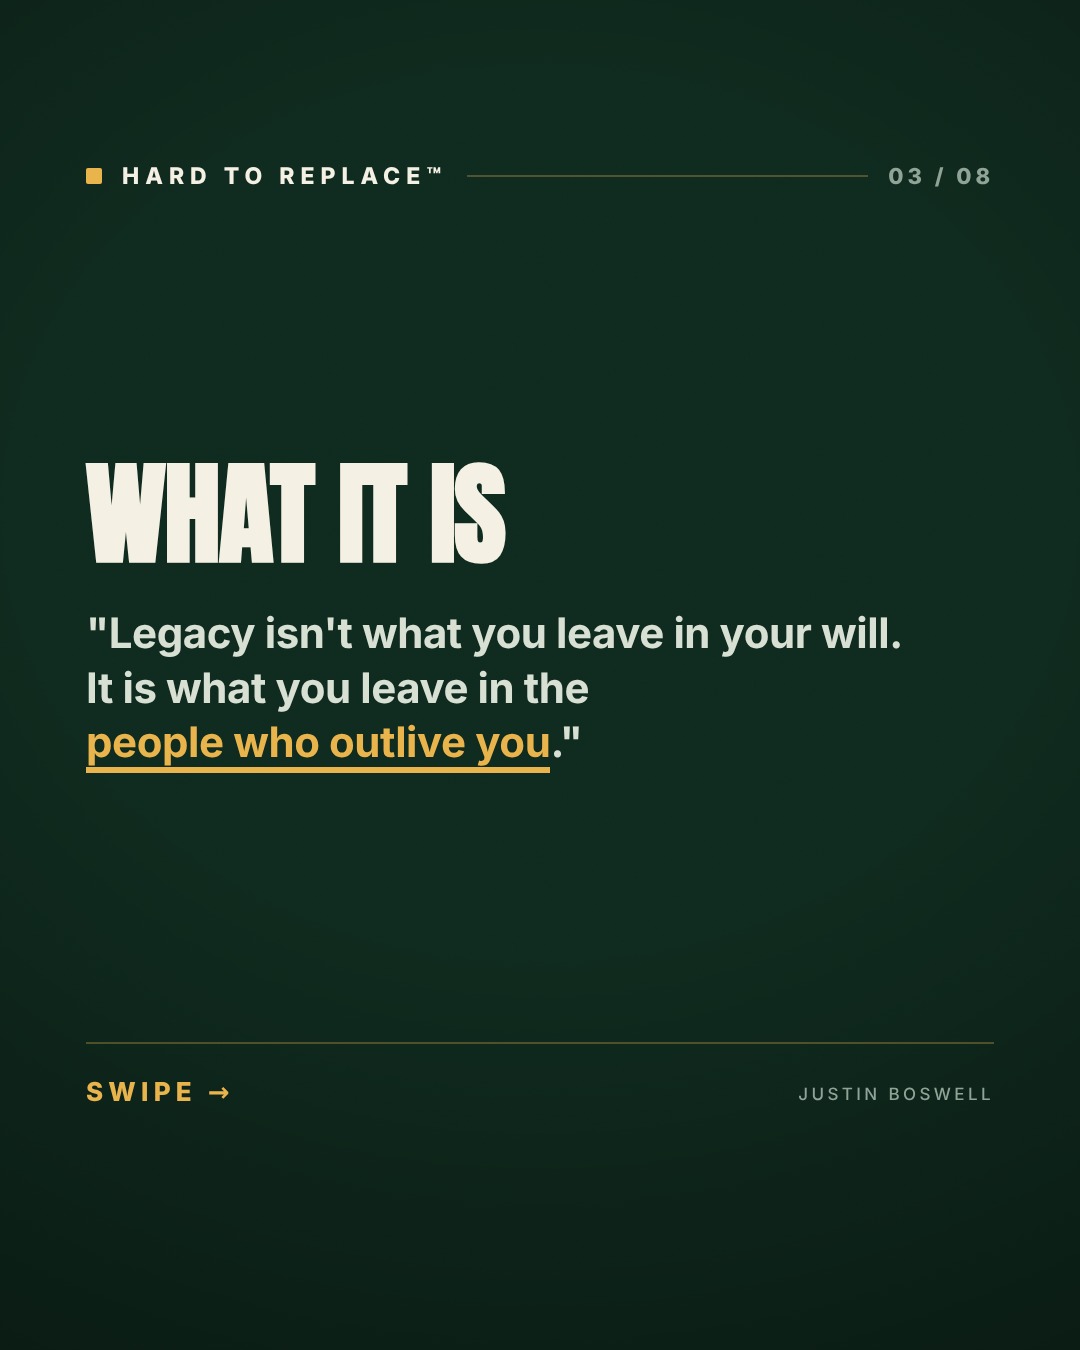 HARD TO REPLACE™ 03 / 08
WHAT IT IS
"Legacy isn't what you leave in your will.
It is what you leave in the
people who outlive you."
SWIPE →
JUSTIN BOSWELL